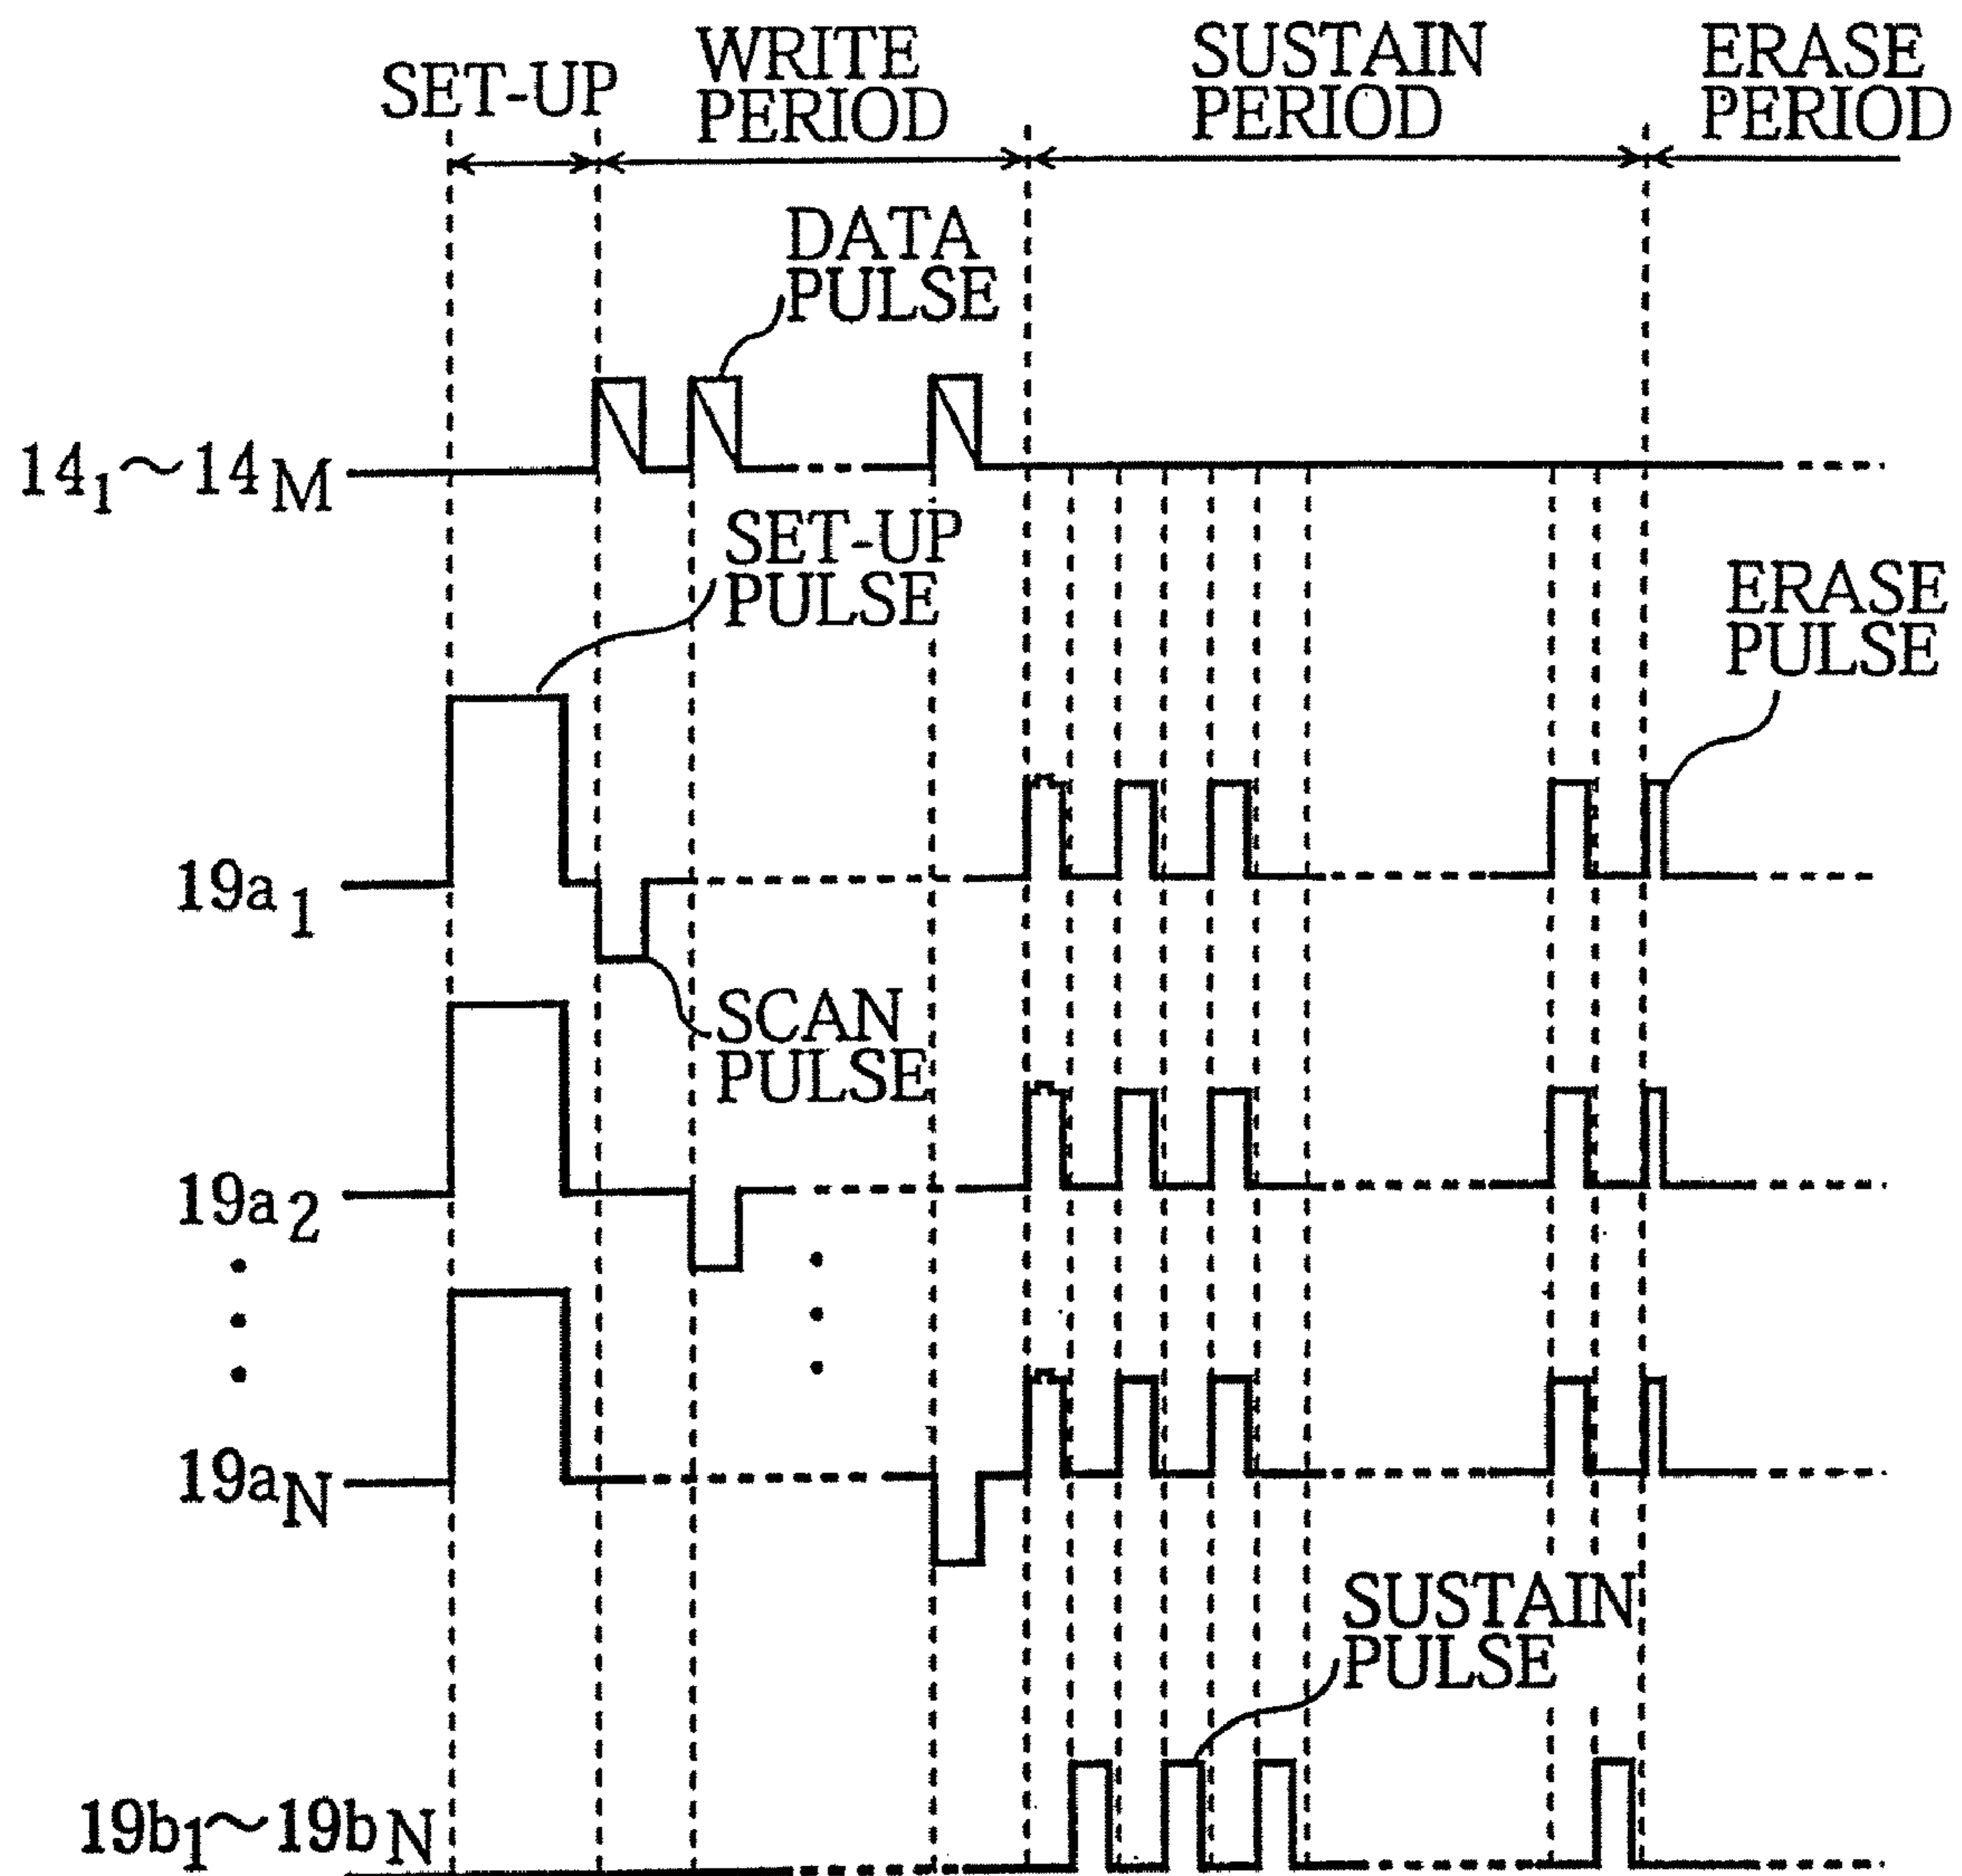 SET-UP
WRITE
PERIOD
SUSTAIN
PERIOD
ERASE
PERIOD
DATA
PULSE
14₁~14M
SET-UP
PULSE
ERASE
PULSE
19a₁
SCAN
PULSE
19a₂
19aN
SUSTAIN
PULSE
19b₁~19bN